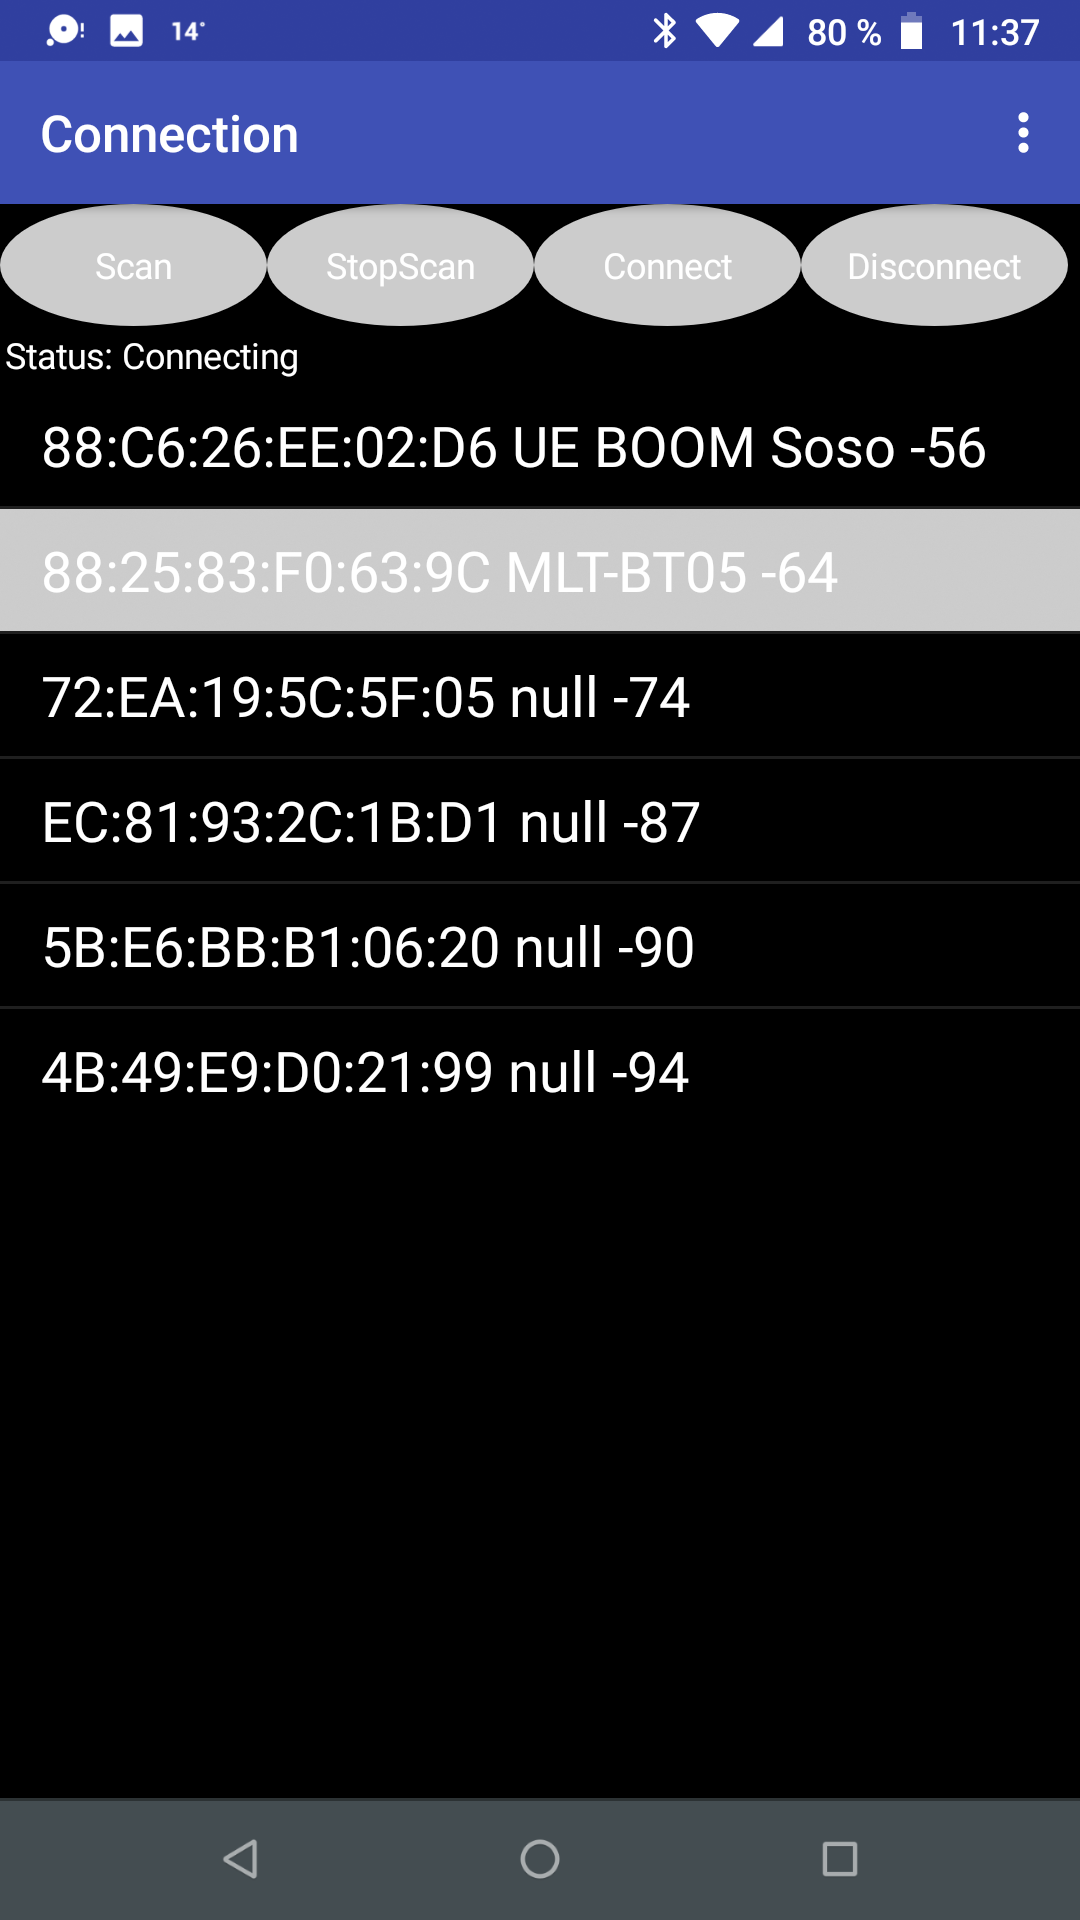 14° 80 % 11:37
Connection
Scan StopScan Connect Disconnect
Status: Connecting
88:C6:26:EE:02:D6 UE BOOM Soso -56
88:25:83:F0:63:9C MLT-BT05 -64
72:EA:19:5C:5F:05 null -74
EC:81:93:2C:1B:D1 null -87
5B:E6:BB:B1:06:20 null -90
4B:49:E9:D0:21:99 null -94